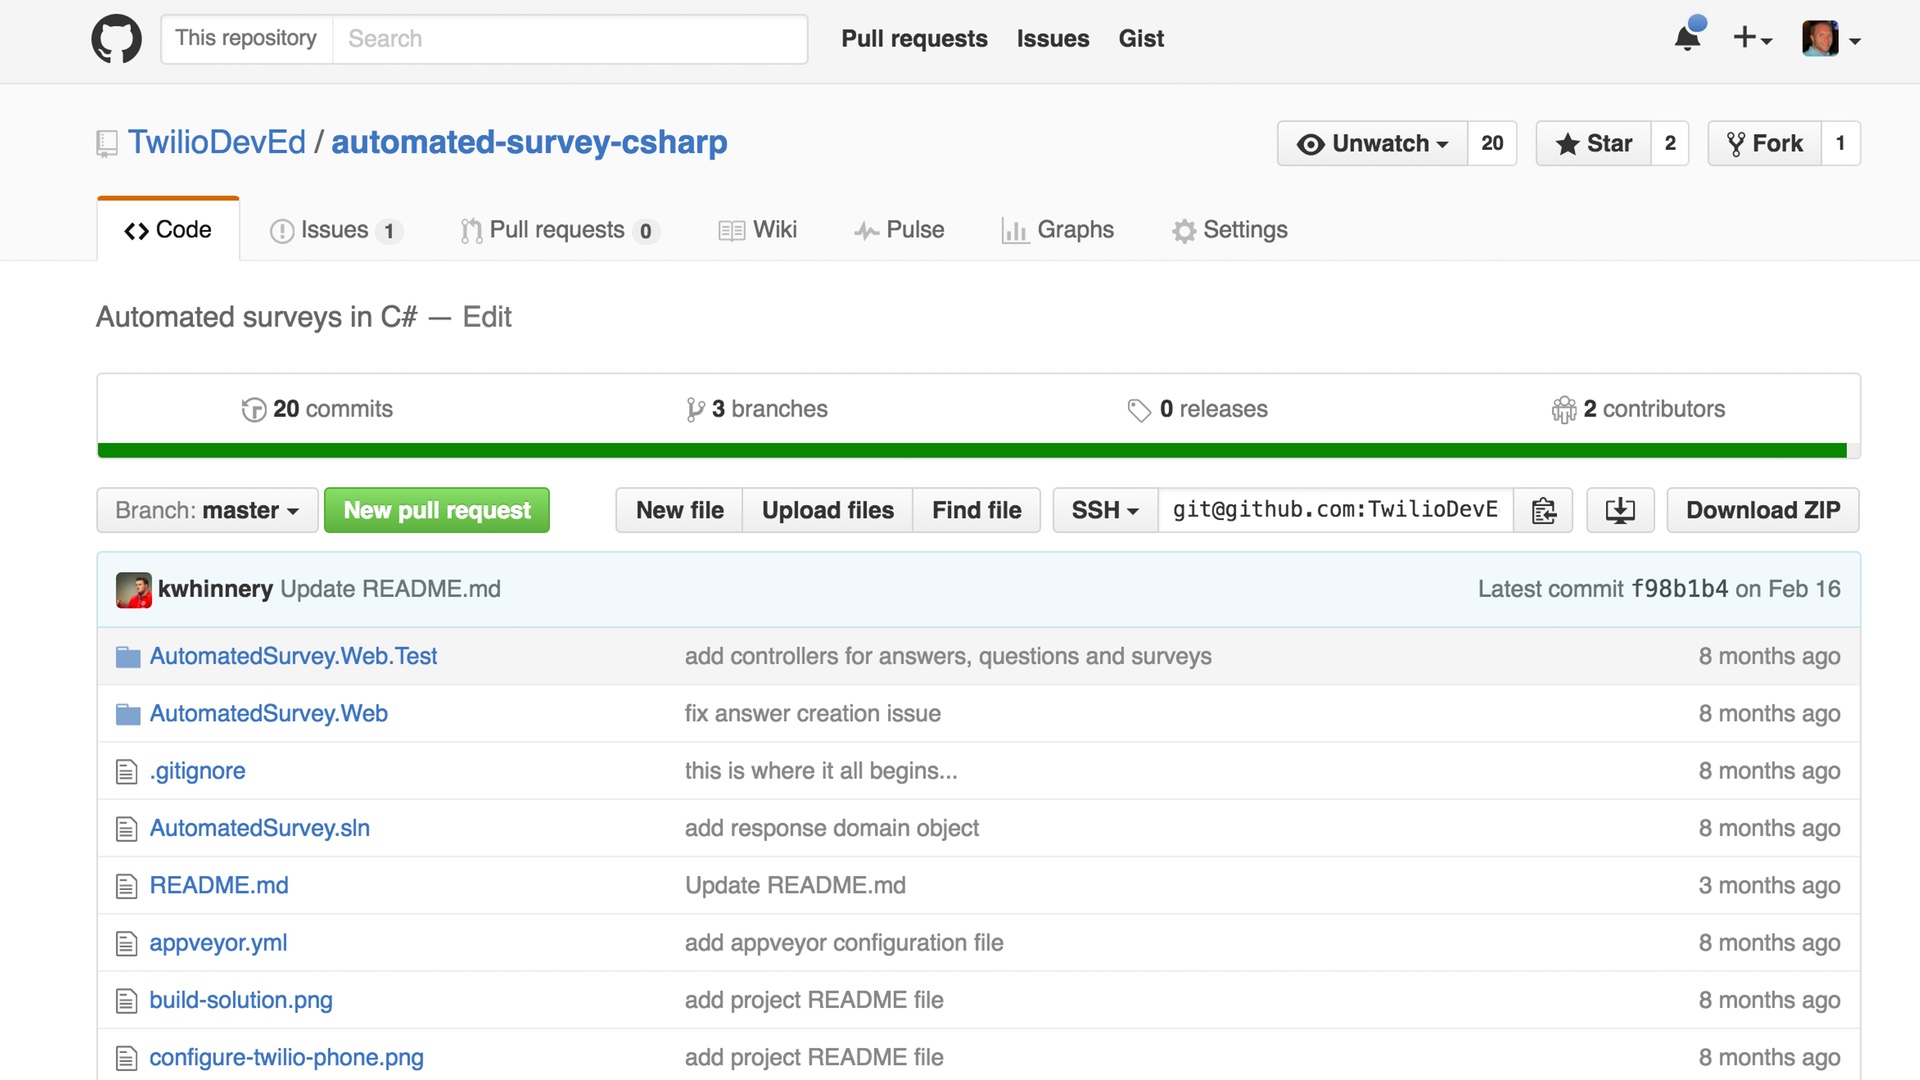 This repository Search Pull requests Issues Gist
TwilioDevEd / automated-survey-csharp Unwatch 20 Star 2 Fork 1
Code Issues 1 Pull requests 0 Wiki Pulse Graphs Settings
Automated surveys in C# — Edit
20 commits 3 branches 0 releases 2 contributors
Branch: master New pull request New file Upload files Find file SSH git@github.com:TwilioDevE Download ZIP
kwhinnery Update README.md Latest commit f98b1b4 on Feb 16
AutomatedSurvey.Web.Test add controllers for answers, questions and surveys 8 months ago
AutomatedSurvey.Web fix answer creation issue 8 months ago
.gitignore this is where it all begins... 8 months ago
AutomatedSurvey.sln add response domain object 8 months ago
README.md Update README.md 3 months ago
appveyor.yml add appveyor configuration file 8 months ago
build-solution.png add project README file 8 months ago
configure-twilio-phone.png add project README file 8 months ago